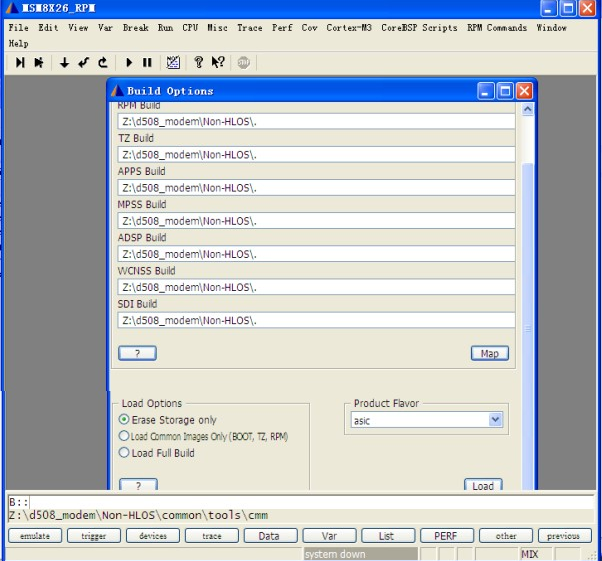 MSM8X26_RPM
File Edit View Var Break Run CPU Misc Trace Perf Cov Cortex-M3 CoreBSP Scripts RPM Commands Window
Help
Build Options
RPM Build
Z:\d508_modem\Non-HLOS\.
TZ Build
Z:\d508_modem\Non-HLOS\.
APPS Build
Z:\d508_modem\Non-HLOS\.
MPSS Build
Z:\d508_modem\Non-HLOS\.
ADSP Build
Z:\d508_modem\Non-HLOS\.
WCNSS Build
Z:\d508_modem\Non-HLOS\.
SDI Build
Z:\d508_modem\Non-HLOS\.
? Map
Load Options Product Flavor
Erase Storage only asic
Load Common Images Only (BOOT, TZ, RPM)
Load Full Build
? Load
B::
Z:\d508_modem\Non-HLOS\common\tools\cmm
emulate trigger devices trace Data Var List PERF other previous
system down MIX